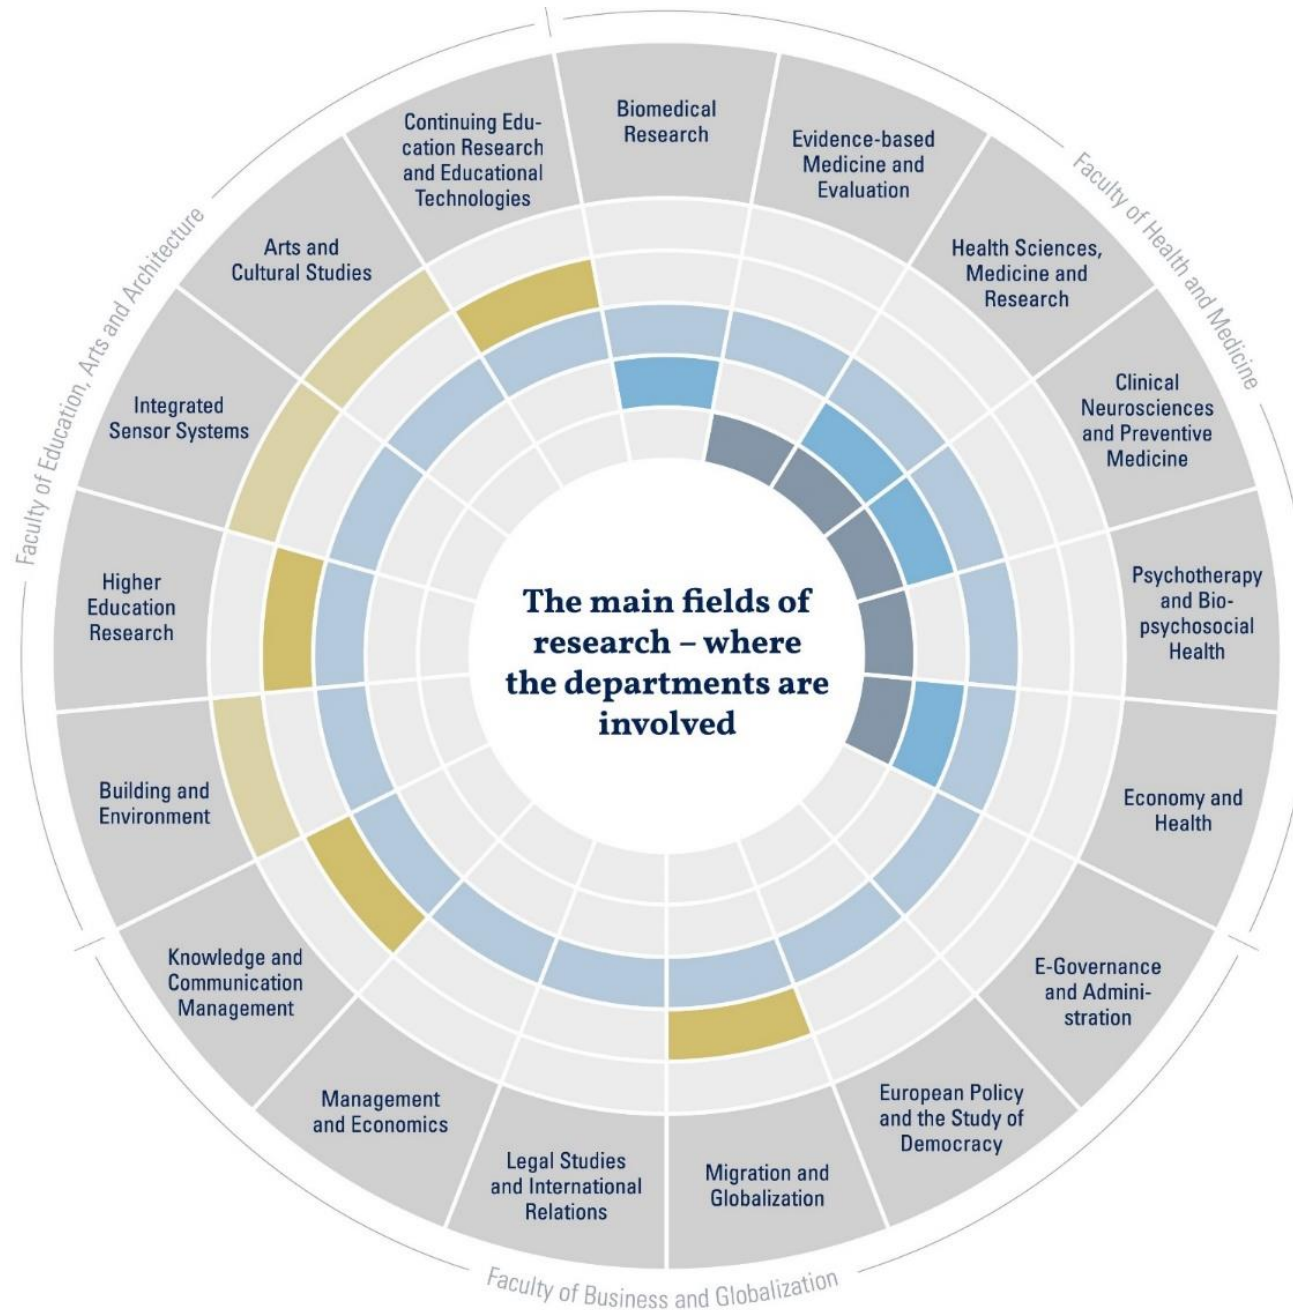 The main fields of
research – where
the departments are
involved
Biomedical
Research
Evidence-based
Medicine and
Evaluation
Health Sciences,
Medicine and
Research
Clinical
Neurosciences
and Preventive
Medicine
Psychotherapy
and Bio-
psychosocial
Health
Economy and
Health
E-Governance
and Admini-
stration
European Policy
and the Study of
Democracy
Migration and
Globalization
Legal Studies
and International
Relations
Management
and Economics
Knowledge and
Communication
Management
Building and
Environment
Higher
Education
Research
Integrated
Sensor Systems
Arts and
Cultural Studies
Continuing Edu-
cation Research
and Educational
Technologies
Faculty of Health and Medicine
Faculty of Business and Globalization
Faculty of Education, Arts and Architecture